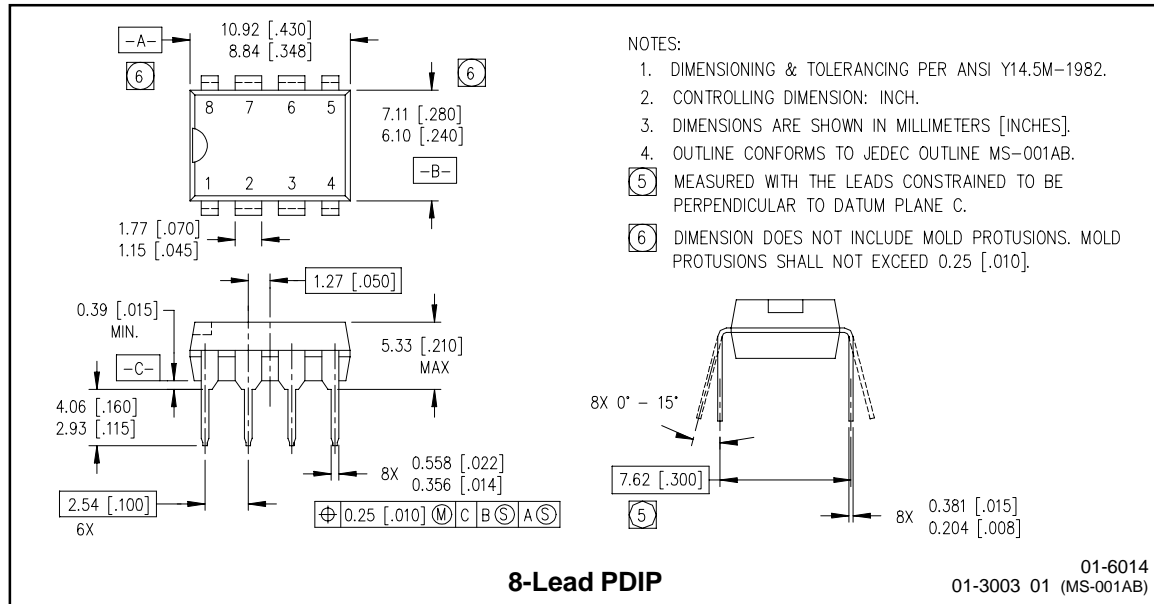 -A-
10.92 [.430]
8.84 [.348]
6
6
8 7 6 5
1 2 3 4
7.11 [.280]
6.10 [.240]
-B-
1.77 [.070]
1.15 [.045]
1.27 [.050]
0.39 [.015]
MIN.
-C-
5.33 [.210]
MAX
4.06 [.160]
2.93 [.115]
8X 0.558 [.022]
0.356 [.014]
2.54 [.100]
6X
⌖ 0.25 [.010] Ⓜ C B Ⓢ A Ⓢ
NOTES:
1. DIMENSIONING & TOLERANCING PER ANSI Y14.5M-1982.
2. CONTROLLING DIMENSION: INCH.
3. DIMENSIONS ARE SHOWN IN MILLIMETERS [INCHES].
4. OUTLINE CONFORMS TO JEDEC OUTLINE MS-001AB.
5 MEASURED WITH THE LEADS CONSTRAINED TO BE
PERPENDICULAR TO DATUM PLANE C.
6 DIMENSION DOES NOT INCLUDE MOLD PROTUSIONS. MOLD
PROTUSIONS SHALL NOT EXCEED 0.25 [.010].
8X 0° - 15°
7.62 [.300]
5
8X 0.381 [.015]
0.204 [.008]
8-Lead PDIP
01-6014
01-3003 01 (MS-001AB)